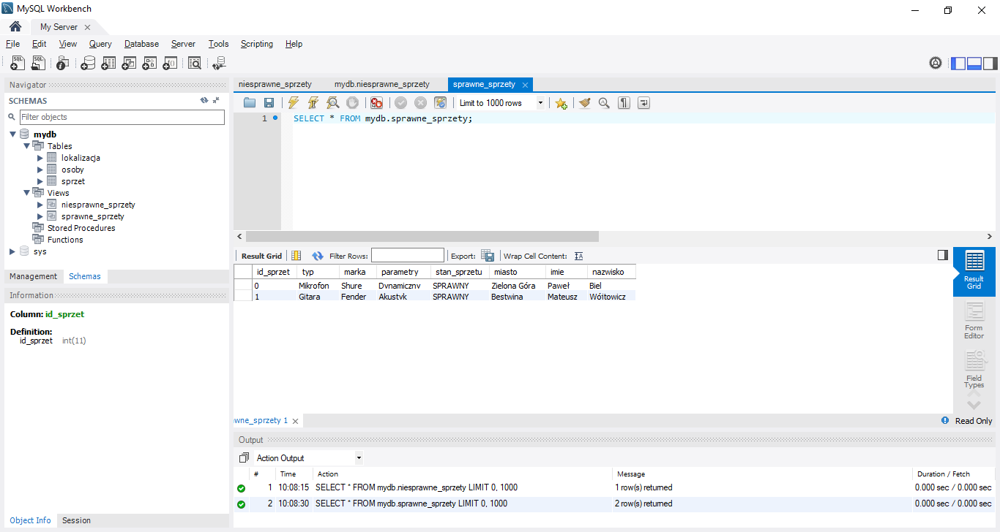 MySQL Workbench
My Server
File Edit View Query Database Server Tools Scripting Help
Navigator
SCHEMAS
Filter objects
mydb
Tables
lokalizacja
osoby
sprzet
Views
niesprawne_sprzety
sprawne_sprzety
Stored Procedures
Functions
sys
Management Schemas
Information
Column: id_sprzet
Definition:
id_sprzet int(11)
Object Info Session
niesprawne_sprzety mydb.niesprawne_sprzety sprawne_sprzety
Limit to 1000 rows
1 SELECT * FROM mydb.sprawne_sprzety;
Result Grid Filter Rows: Export: Wrap Cell Content:
id_sprzet typ marka parametry stan_sprzetu miasto imie nazwisko
0 Mikrofon Shure Dynamiczny SPRAWNY Zielona Góra Paweł Biel
1 Gitara Fender Akustyk SPRAWNY Bestwina Mateusz Wójtowicz
Result
Grid
Form
Editor
Field
Types
wne_sprzety 1
Read Only
Output
Action Output
# Time Action Message Duration / Fetch
1 10:08:15 SELECT * FROM mydb.niesprawne_sprzety LIMIT 0, 1000 1 row(s) returned 0.000 sec / 0.000 sec
2 10:08:30 SELECT * FROM mydb.sprawne_sprzety LIMIT 0, 1000 2 row(s) returned 0.000 sec / 0.000 sec